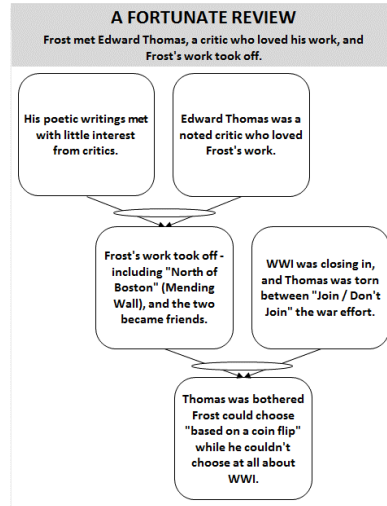 A FORTUNATE REVIEW
Frost met Edward Thomas, a critic who loved his work, and
Frost's work took off.
His poetic writings met
with little interest
from critics.
Edward Thomas was a
noted critic who loved
Frost's work.
Frost's work took off -
including "North of
Boston" (Mending
Wall), and the two
became friends.
WWI was closing in,
and Thomas was torn
between "Join / Don't
Join" the war effort.
Thomas was bothered
Frost could choose
"based on a coin flip"
while he couldn't
choose at all about
WWI.